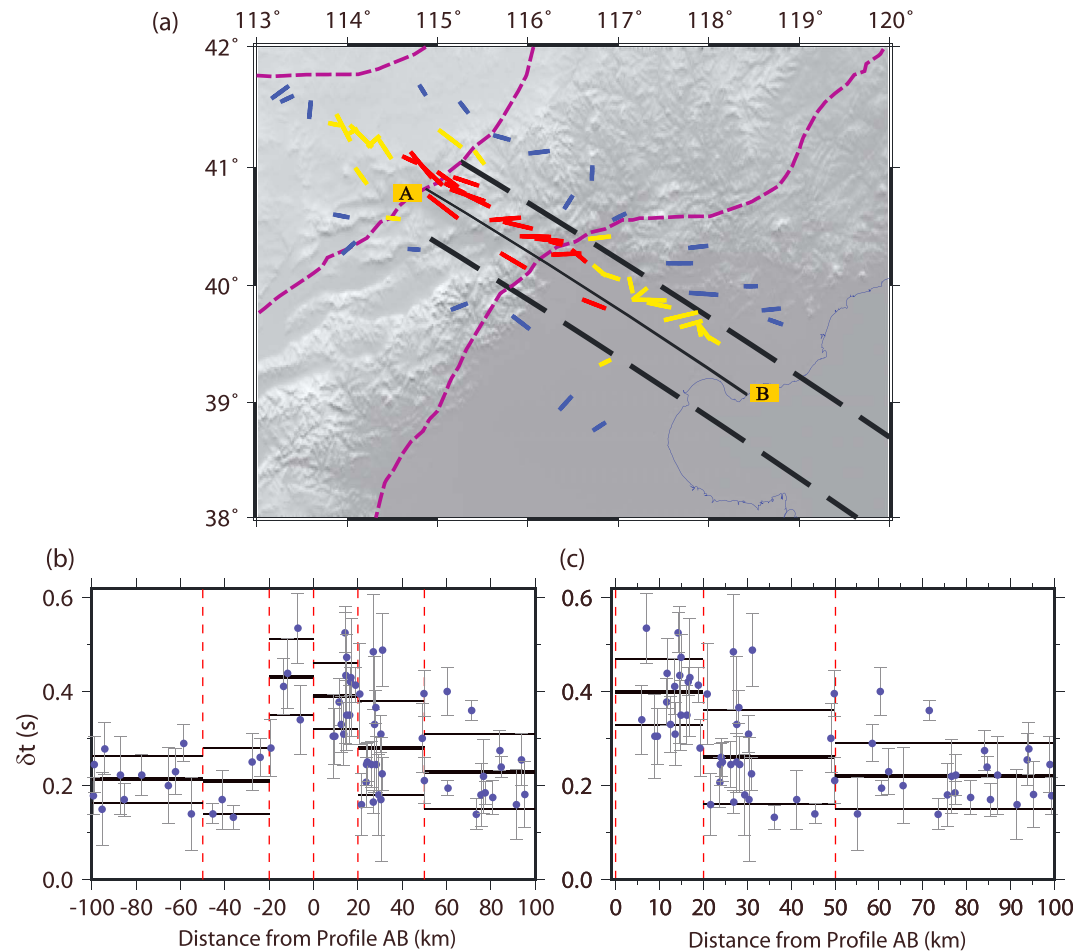 (a)
113˚ 114˚ 115˚ 116˚ 117˚ 118˚ 119˚ 120˚
42˚
41˚
40˚
39˚
38˚
A
B
(b)
(c)
0.6
0.4
0.2
0.0
δt (s)
-100 -80 -60 -40 -20 0 20 40 60 80 100
Distance from Profile AB (km)
0.6
0.4
0.2
0.0
0 10 20 30 40 50 60 70 80 90 100
Distance from Profile AB (km)